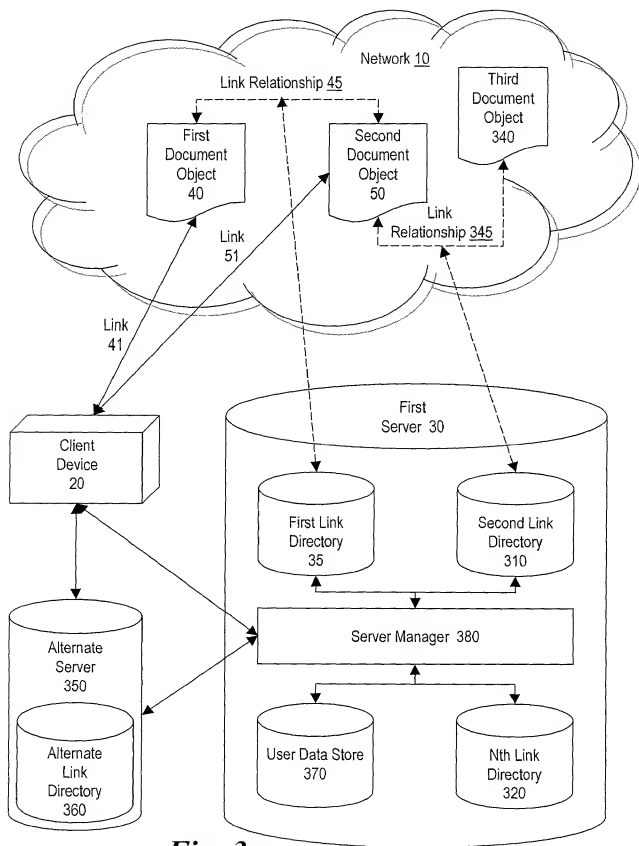 Network 10
Link Relationship 45
Third
Document
Object
340
First
Document
Object
40
Second
Document
Object
50
Link
Relationship 345
Link
51
Link
41
Client
Device
20
First
Server 30
First Link
Directory
35
Second Link
Directory
310
Server Manager 380
Alternate
Server
350
Alternate
Link
Directory
360
User Data Store
370
Nth Link
Directory
320